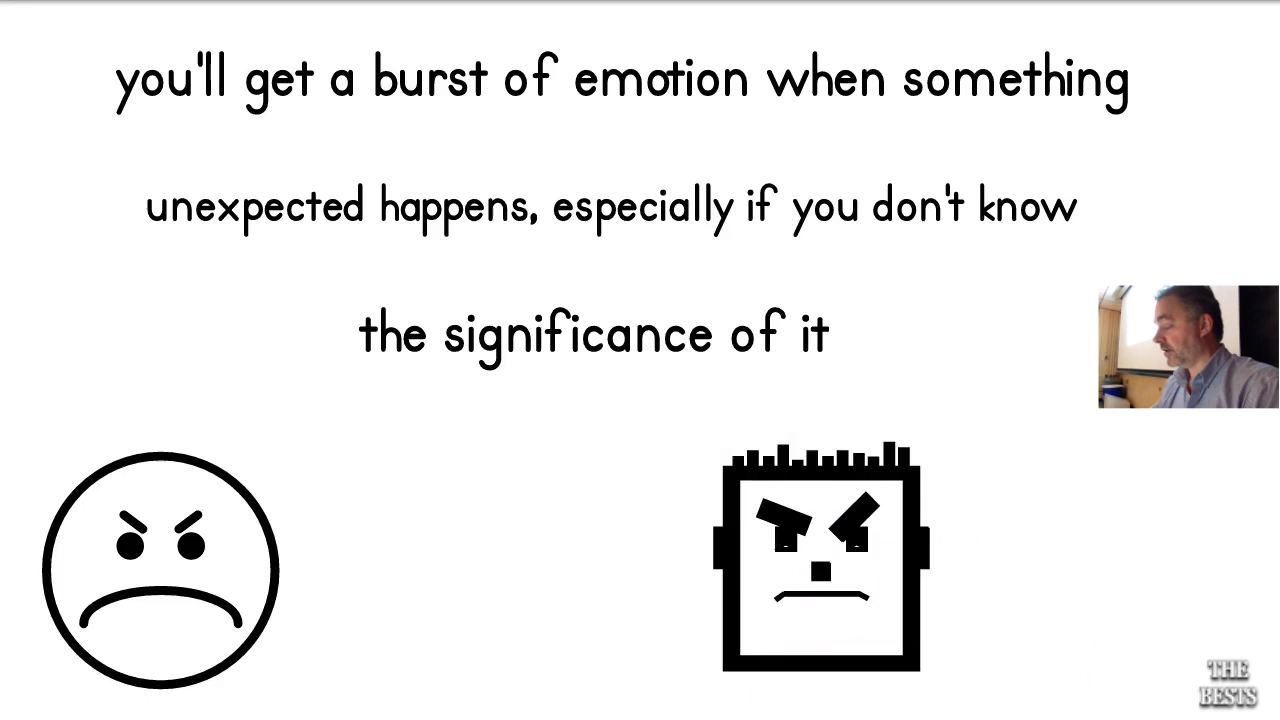 you'll get a burst of emotion when something
unexpected happens, especially if you don't know
the significance of it
THE
BESTS